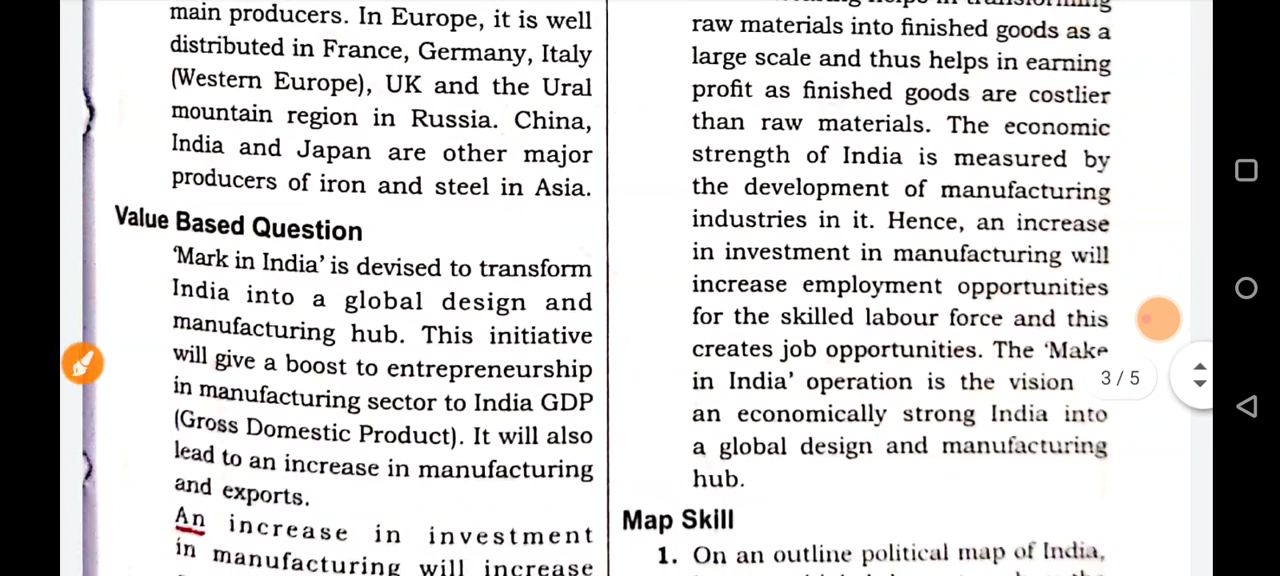 main producers. In Europe, it is well
distributed in France, Germany, Italy
(Western Europe), UK and the Ural
mountain region in Russia. China,
India and Japan are other major
producers of iron and steel in Asia.
Value Based Question
‘Mark in India’ is devised to transform
India into a global design and
manufacturing hub. This initiative
will give a boost to entrepreneurship
in manufacturing sector to India GDP
(Gross Domestic Product). It will also
lead to an increase in manufacturing
and exports.
An increase in investment
in manufacturing will increase
raw materials into finished goods as a
large scale and thus helps in earning
profit as finished goods are costlier
than raw materials. The economic
strength of India is measured by
the development of manufacturing
industries in it. Hence, an increase
in investment in manufacturing will
increase employment opportunities
for the skilled labour force and this
creates job opportunities. The ‘Make
in India’ operation is the vision
an economically strong India into
a global design and manufacturing
hub.
Map Skill
1. On an outline political map of India,
3 / 5